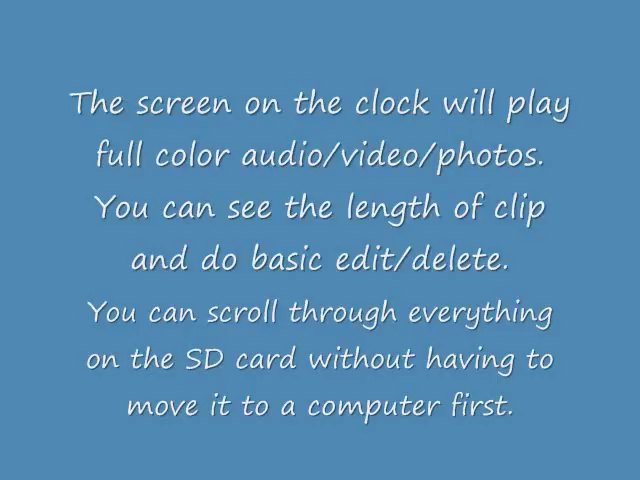 The screen on the clock will play
full color audio/video/photos.
You can see the length of clip
and do basic edit/delete.
You can scroll through everything
on the SD card without having to
move it to a computer first.